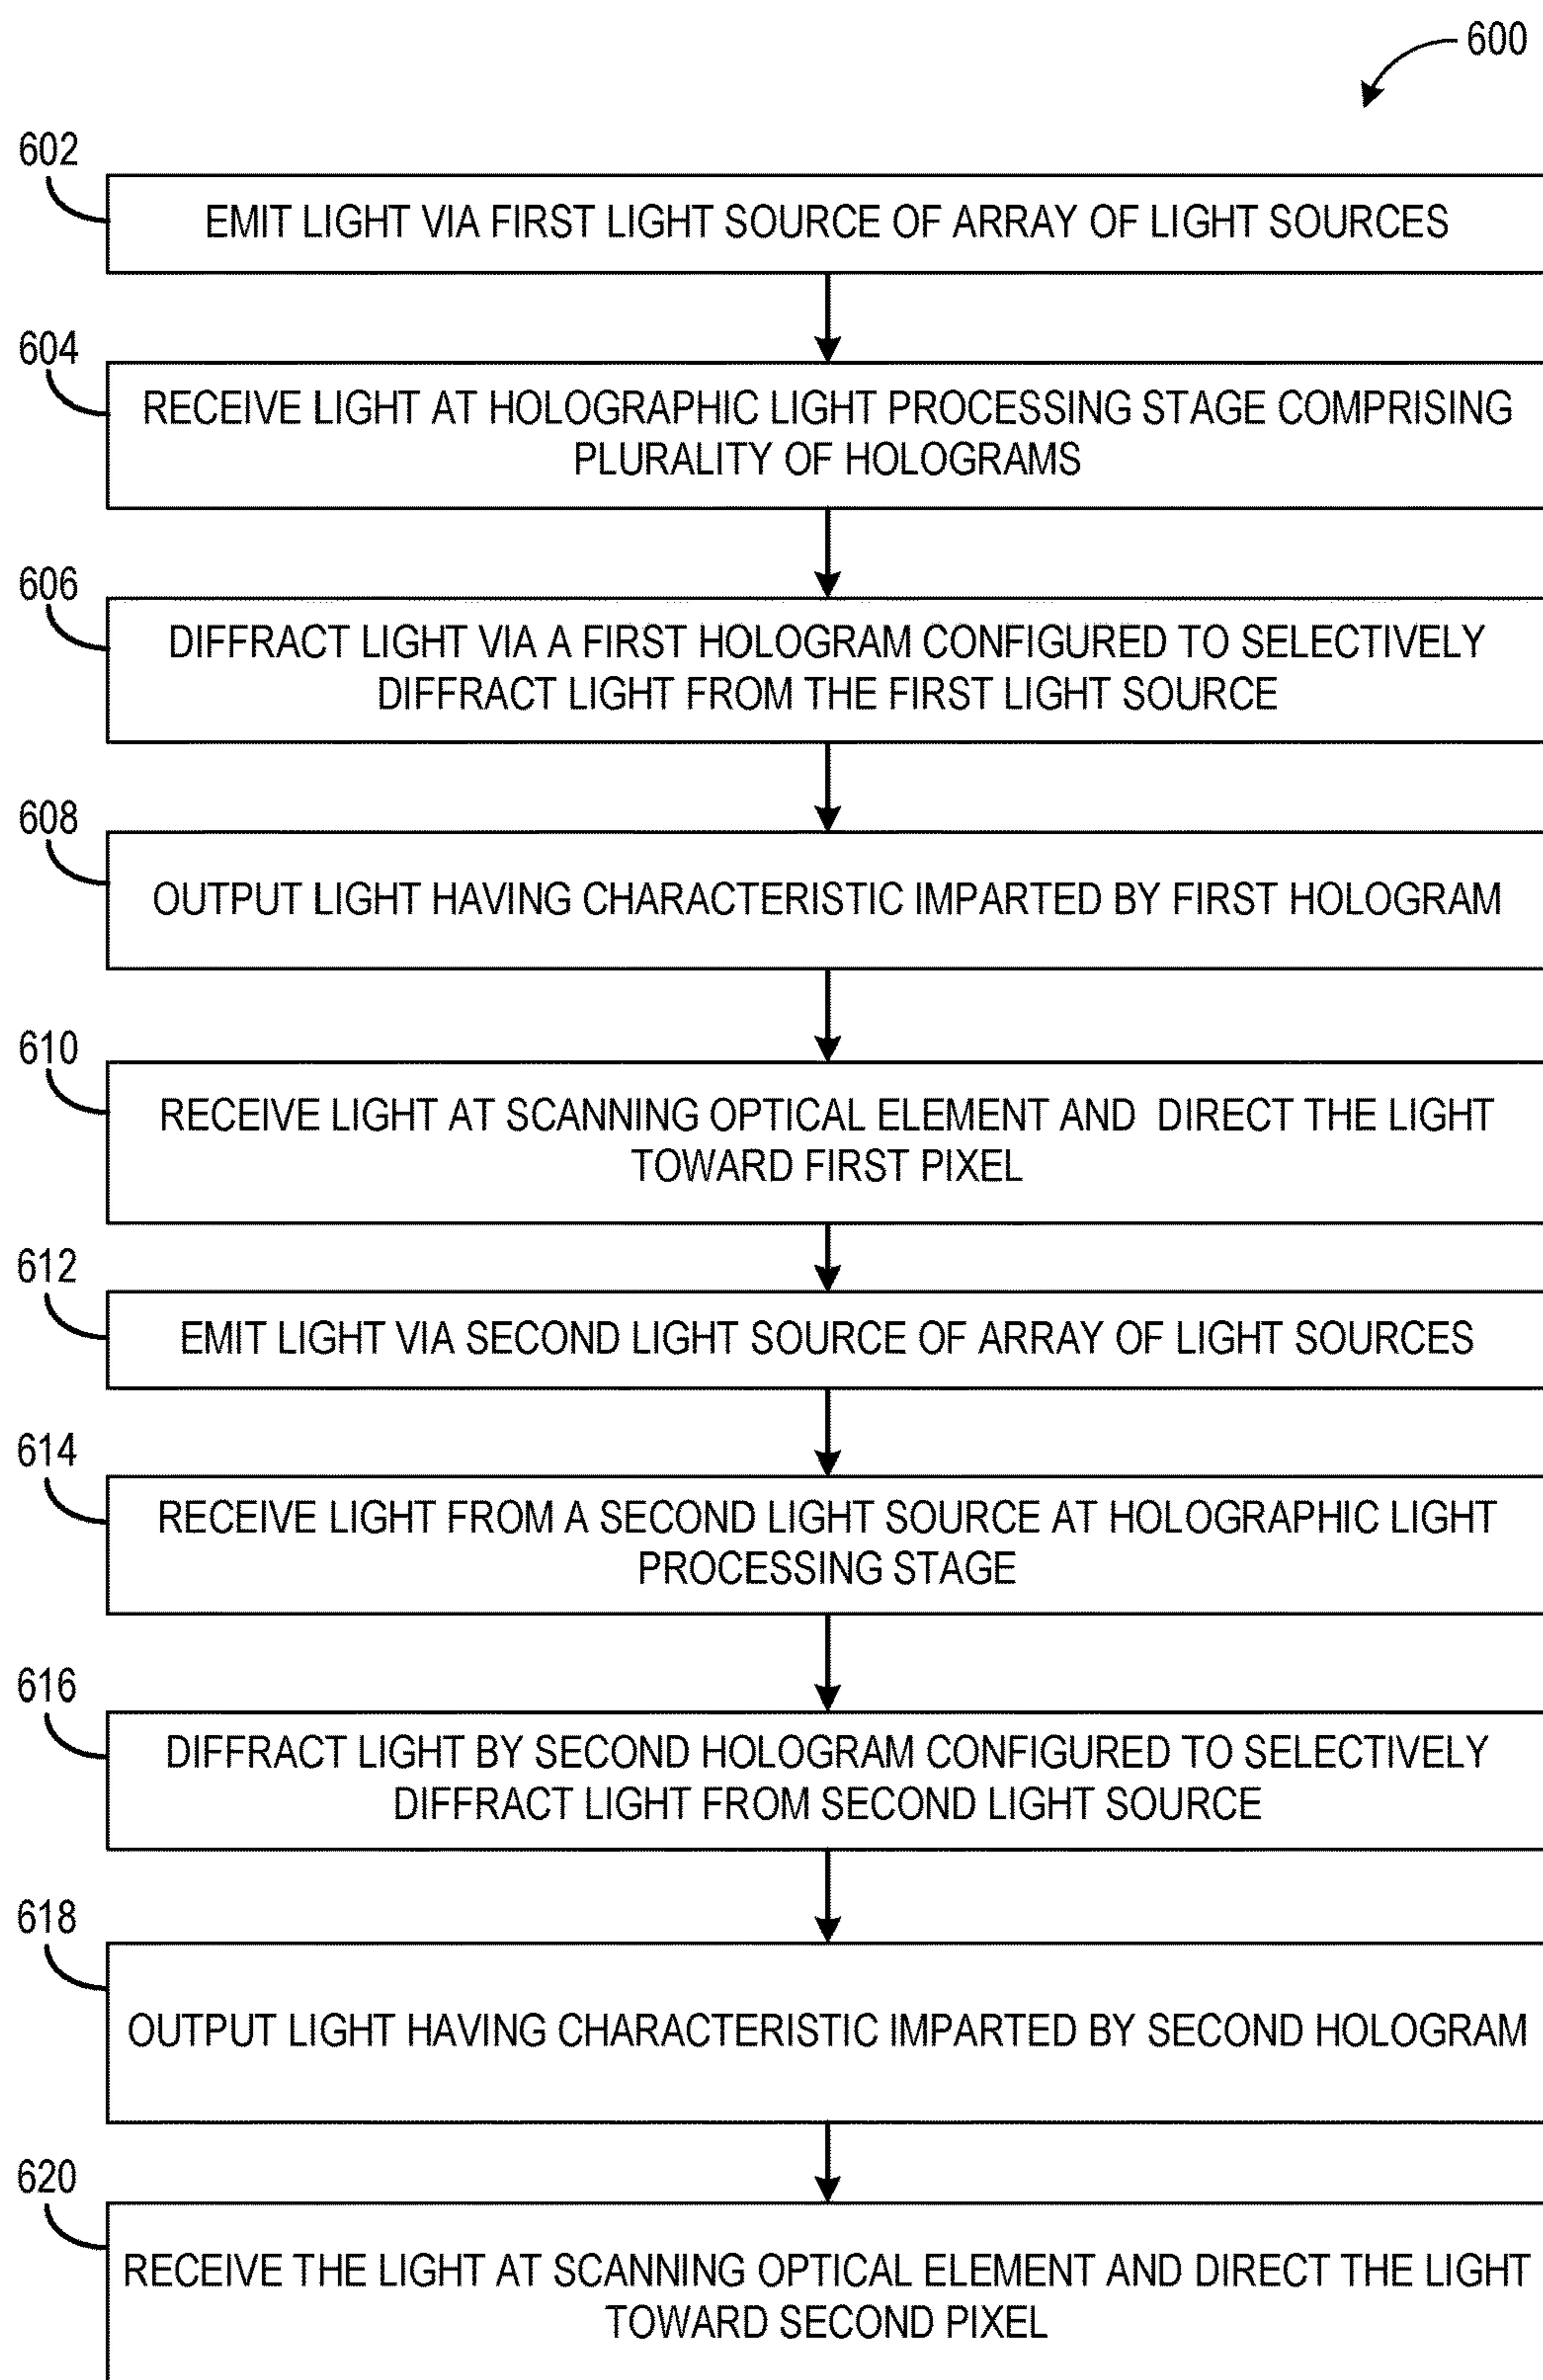 600
602
EMIT LIGHT VIA FIRST LIGHT SOURCE OF ARRAY OF LIGHT SOURCES
604
RECEIVE LIGHT AT HOLOGRAPHIC LIGHT PROCESSING STAGE COMPRISING
PLURALITY OF HOLOGRAMS
606
DIFFRACT LIGHT VIA A FIRST HOLOGRAM CONFIGURED TO SELECTIVELY
DIFFRACT LIGHT FROM THE FIRST LIGHT SOURCE
608
OUTPUT LIGHT HAVING CHARACTERISTIC IMPARTED BY FIRST HOLOGRAM
610
RECEIVE LIGHT AT SCANNING OPTICAL ELEMENT AND DIRECT THE LIGHT
TOWARD FIRST PIXEL
612
EMIT LIGHT VIA SECOND LIGHT SOURCE OF ARRAY OF LIGHT SOURCES
614
RECEIVE LIGHT FROM A SECOND LIGHT SOURCE AT HOLOGRAPHIC LIGHT
PROCESSING STAGE
616
DIFFRACT LIGHT BY SECOND HOLOGRAM CONFIGURED TO SELECTIVELY
DIFFRACT LIGHT FROM SECOND LIGHT SOURCE
618
OUTPUT LIGHT HAVING CHARACTERISTIC IMPARTED BY SECOND HOLOGRAM
620
RECEIVE THE LIGHT AT SCANNING OPTICAL ELEMENT AND DIRECT THE LIGHT
TOWARD SECOND PIXEL